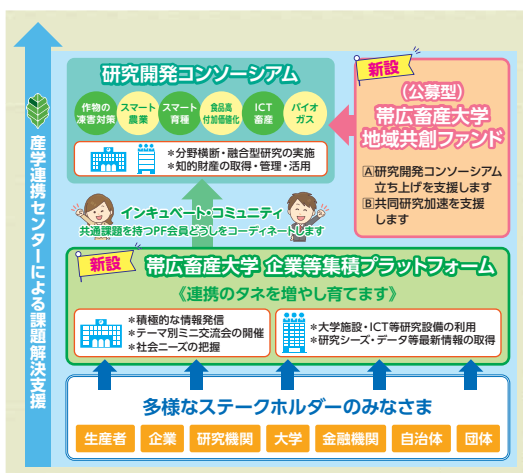 研究開発コンソーシアム
作物の
凍害対策
スマート
農業
スマート
育種
食品高
付加価値化
ICT
畜産
バイオ
ガス
＊分野横断・融合型研究の実施
＊知的財産の取得・管理・活用
新設
（公募型）
帯広畜産大学
地域共創ファンド
A研究開発コンソーシアム
立ち上げを支援します
B共同研究加速を支援
します
産学連携センターによる課題解決支援
インキュベート・コミュニティ
共通課題を持つPF会員どうしをコーディネートします
新設
帯広畜産大学 企業等集積プラットフォーム
《連携のタネを増やし育てます》
＊積極的な情報発信
＊テーマ別ミニ交流会の開催
＊社会ニーズの把握
＊大学施設・ICT等研究設備の利用
＊研究シーズ・データ等最新情報の取得
多様なステークホルダーのみなさま
生産者
企業
研究機関
大学
金融機関
自治体
団体